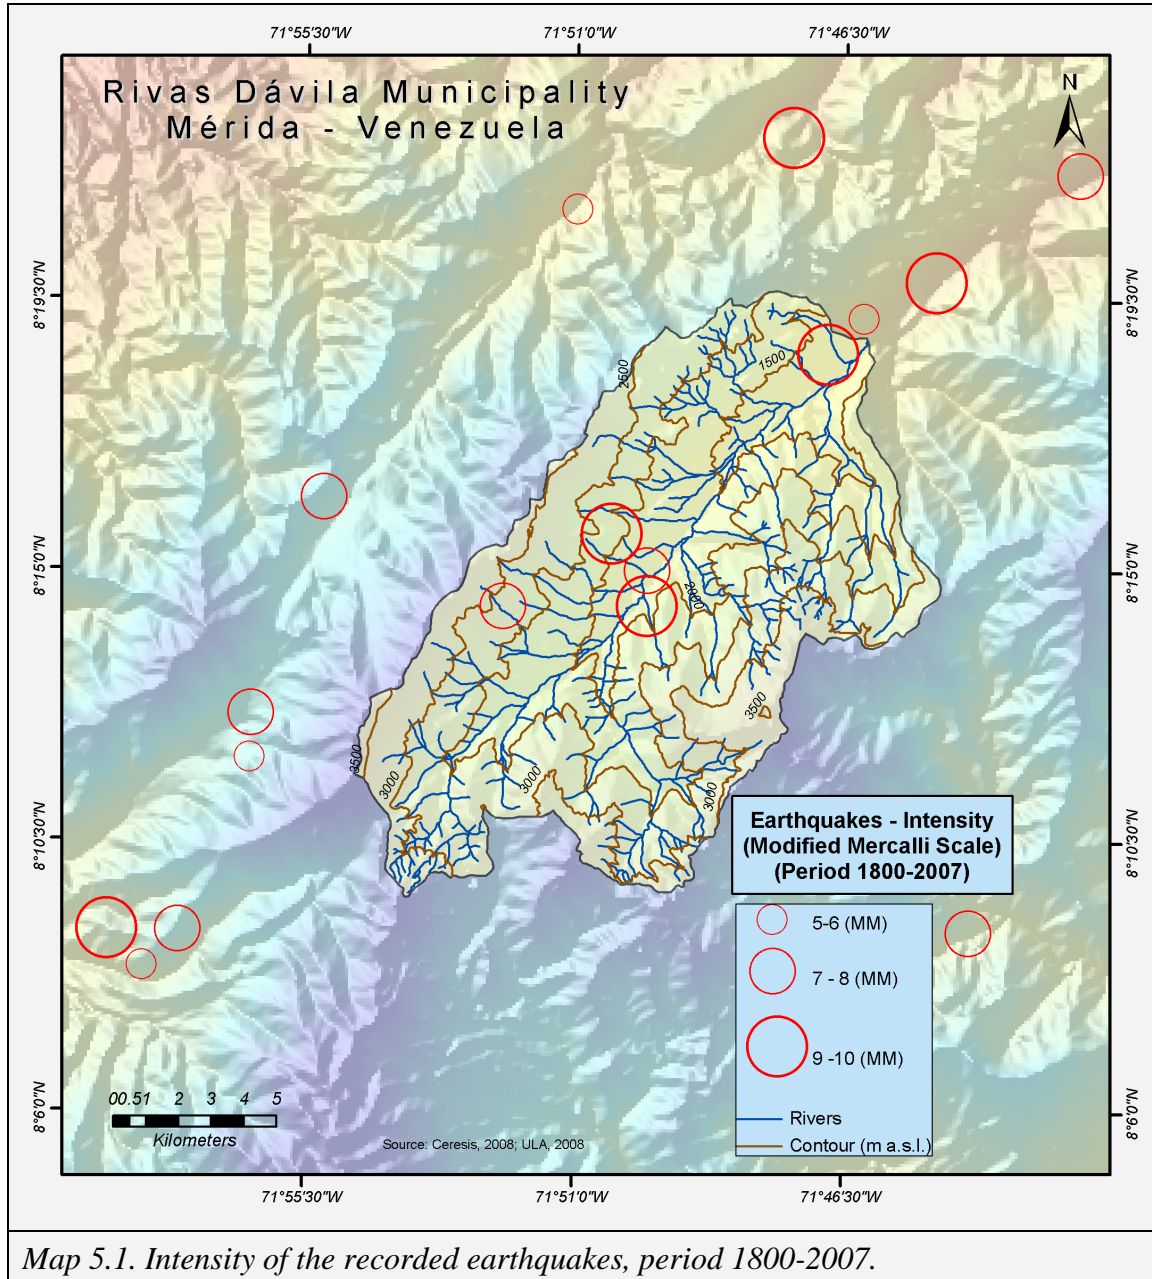 71°55'30"W 71°51'0"W 71°46'30"W
Rivas Dávila Municipality
Mérida - Venezuela
N
8°19'30"N
8°19'30"N
1500
2500
8°15'0"N
8°15'0"N
2000
3500
3500
3000
3000
3000
8°10'30"N
8°10'30"N
Earthquakes - Intensity
(Modified Mercalli Scale)
(Period 1800-2007)
5-6 (MM)
7 - 8 (MM)
9 -10 (MM)
Rivers
Contour (m a.s.l.)
00.51 2 3 4 5
Kilometers
Source: Ceresis, 2008; ULA, 2008
8°6'0"N
8°6'0"N
71°55'30"W 71°51'0"W 71°46'30"W
Map 5.1. Intensity of the recorded earthquakes, period 1800-2007.